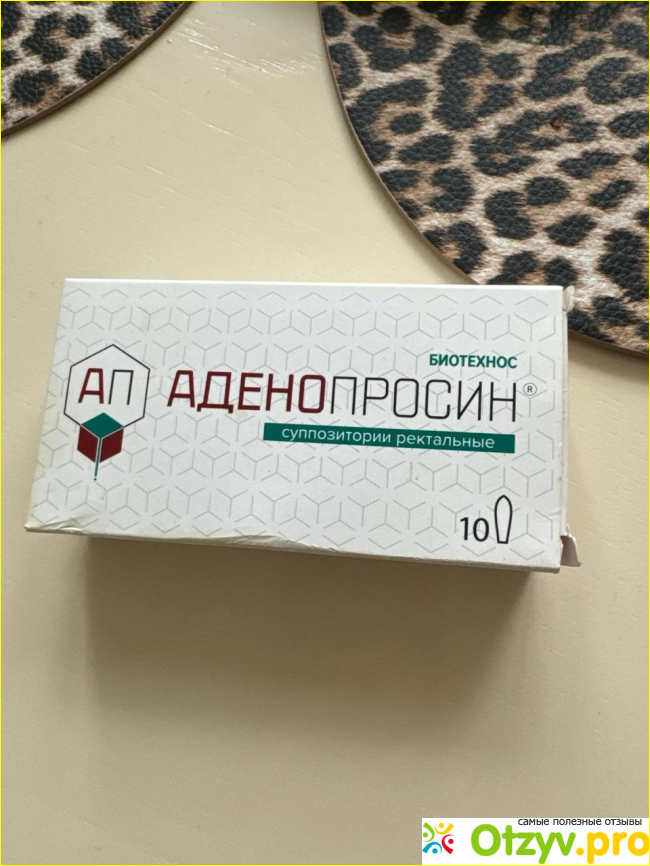 БИОТЕХНОС
АП АДЕНОПРОСИН®
суппозитории ректальные
10
самые полезные отзывы
Otzyv.pro